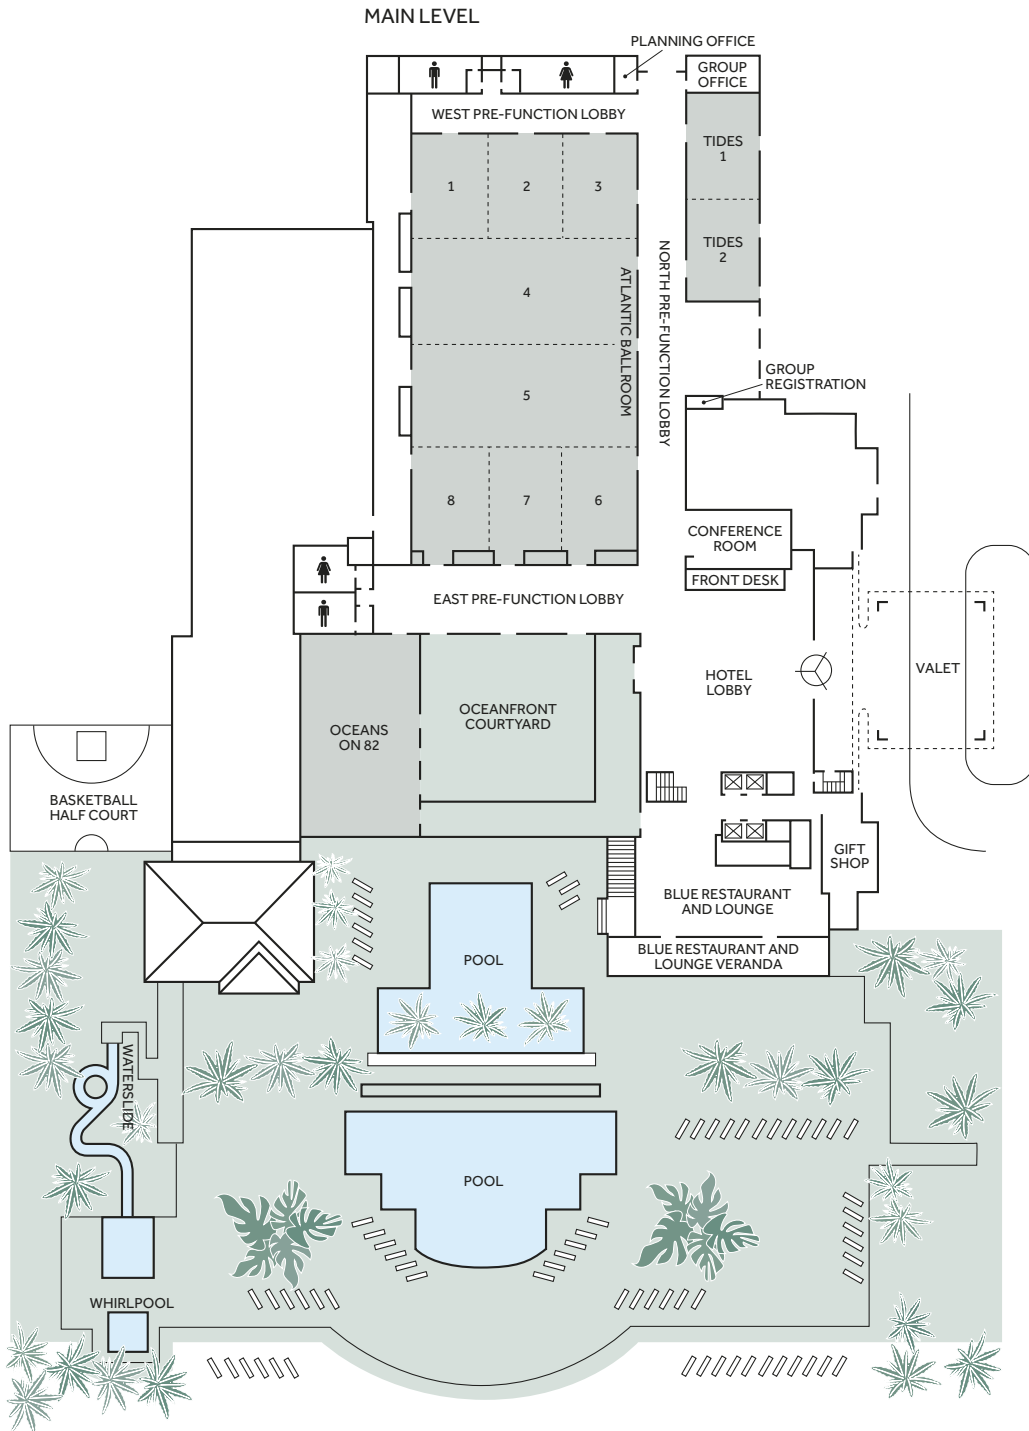 MAIN LEVEL
PLANNING OFFICE
GROUP
OFFICE
WEST PRE-FUNCTION LOBBY
TIDES
1
1
2
3
TIDES
2
NORTH PRE-FUNCTION LOBBY
ATLANTIC BALLROOM
4
GROUP
REGISTRATION
5
8
7
6
CONFERENCE
ROOM
FRONT DESK
EAST PRE-FUNCTION LOBBY
HOTEL
LOBBY
VALET
OCEANFRONT
COURTYARD
OCEANS
ON 82
BASKETBALL
HALF COURT
GIFT
SHOP
BLUE RESTAURANT
AND LOUNGE
BLUE RESTAURANT AND
LOUNGE VERANDA
POOL
WATERSLIDE
POOL
WHIRLPOOL